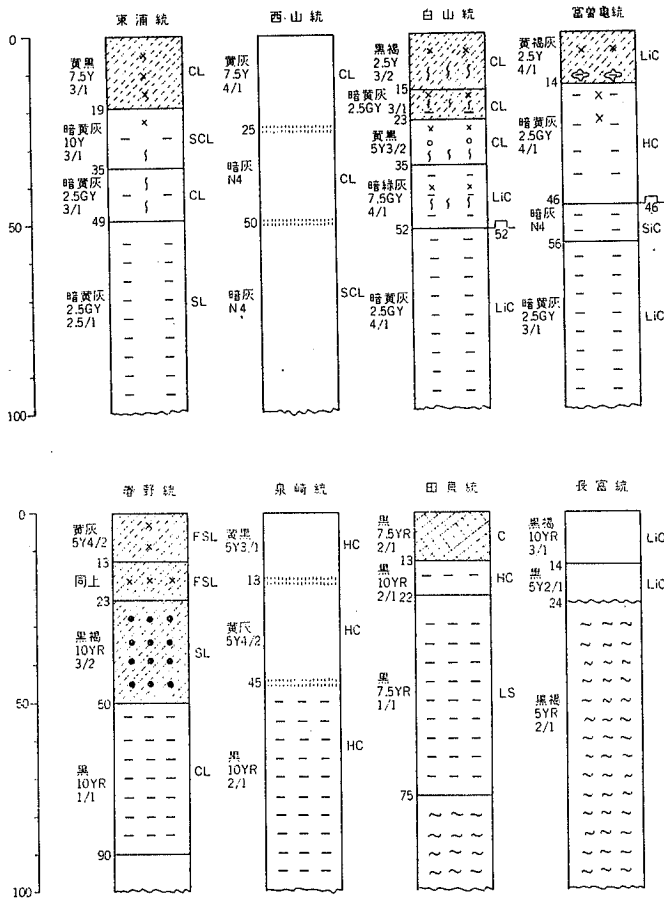 東浦統
0
50
100
黄黒
7.5Y
3/1
CL
19
暗黄灰
10Y
3/1
SCL
35
暗黄灰
2.5GY
3/1
CL
49
暗黄灰
2.5GY
2.5/1
SL
西山統
黄灰
7.5Y
4/1
CL
25
暗灰
N4
CL
50
暗灰
N4
SCL
白山統
黒褐
2.5Y
3/2
CL
15
暗黄灰
2.5GY 3/1
CL
23
黄黒
5Y3/2
CL
35
暗緑灰
7.5GY
4/1
LiC
52
52
暗黄灰
2.5GY
4/1
LiC
富曽亀統
黄褐灰
2.5Y
4/1
LiC
14
暗黄灰
2.5GY
4/1
HC
46
46
暗灰
N4
SiC
56
暗黄灰
2.5GY
3/1
LiC
野統
0
50
100
黄灰
5Y4/2
FSL
13
同上
FSL
23
黒褐
10YR
3/2
SL
50
黒
10YR
1/1
CL
90
泉崎統
黄黒
5Y3/1
HC
13
黄灰
5Y4/2
HC
45
黒
10YR
2/1
HC
田貝統
黒
7.5YR
2/1
C
13
黒
10YR
2/1
HC
22
黒
7.5YR
1/1
LS
75
長富統
黒褐
10YR
3/1
LiC
14
黒
5Y2/1
LiC
24
黒褐
5YR
2/1